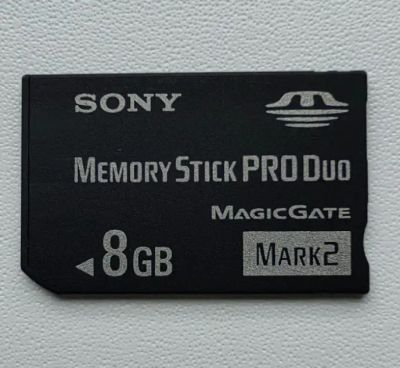 SONY
MEMORY STICK PRO DUO
MAGICGATE
8GB MARK2